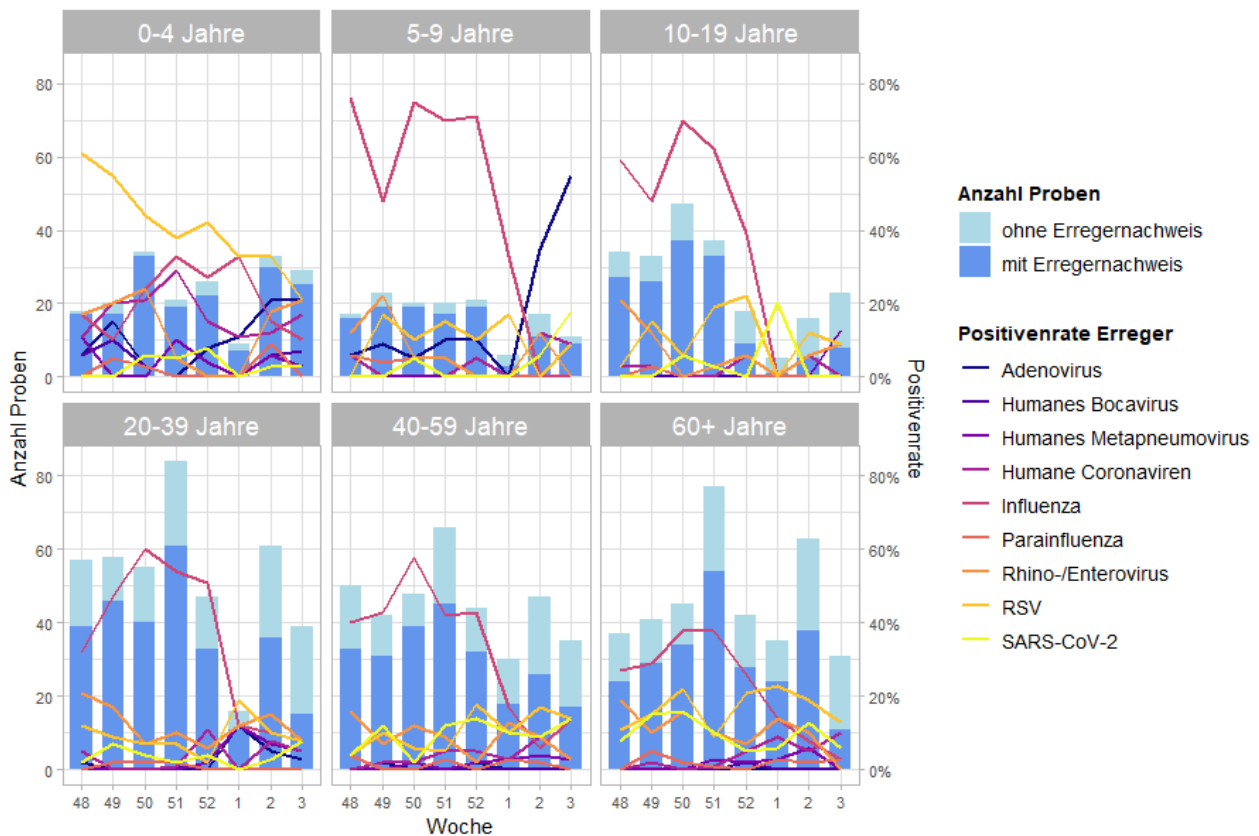 0-4 Jahre 5-9 Jahre 10-19 Jahre
80 80%
60 60%
40 40%
20 20%
0 0%
20-39 Jahre 40-59 Jahre 60+ Jahre
80 80%
60 60%
40 40%
20 20%
0 0%
48 49 50 51 52 1 2 3 48 49 50 51 52 1 2 3 48 49 50 51 52 1 2 3
Woche
Anzahl Proben
Positivenrate
Anzahl Proben
ohne Erregernachweis
mit Erregernachweis
Positivenrate Erreger
Adenovirus
Humanes Bocavirus
Humanes Metapneumovirus
Humane Coronaviren
Influenza
Parainfluenza
Rhino-/Enterovirus
RSV
SARS-CoV-2